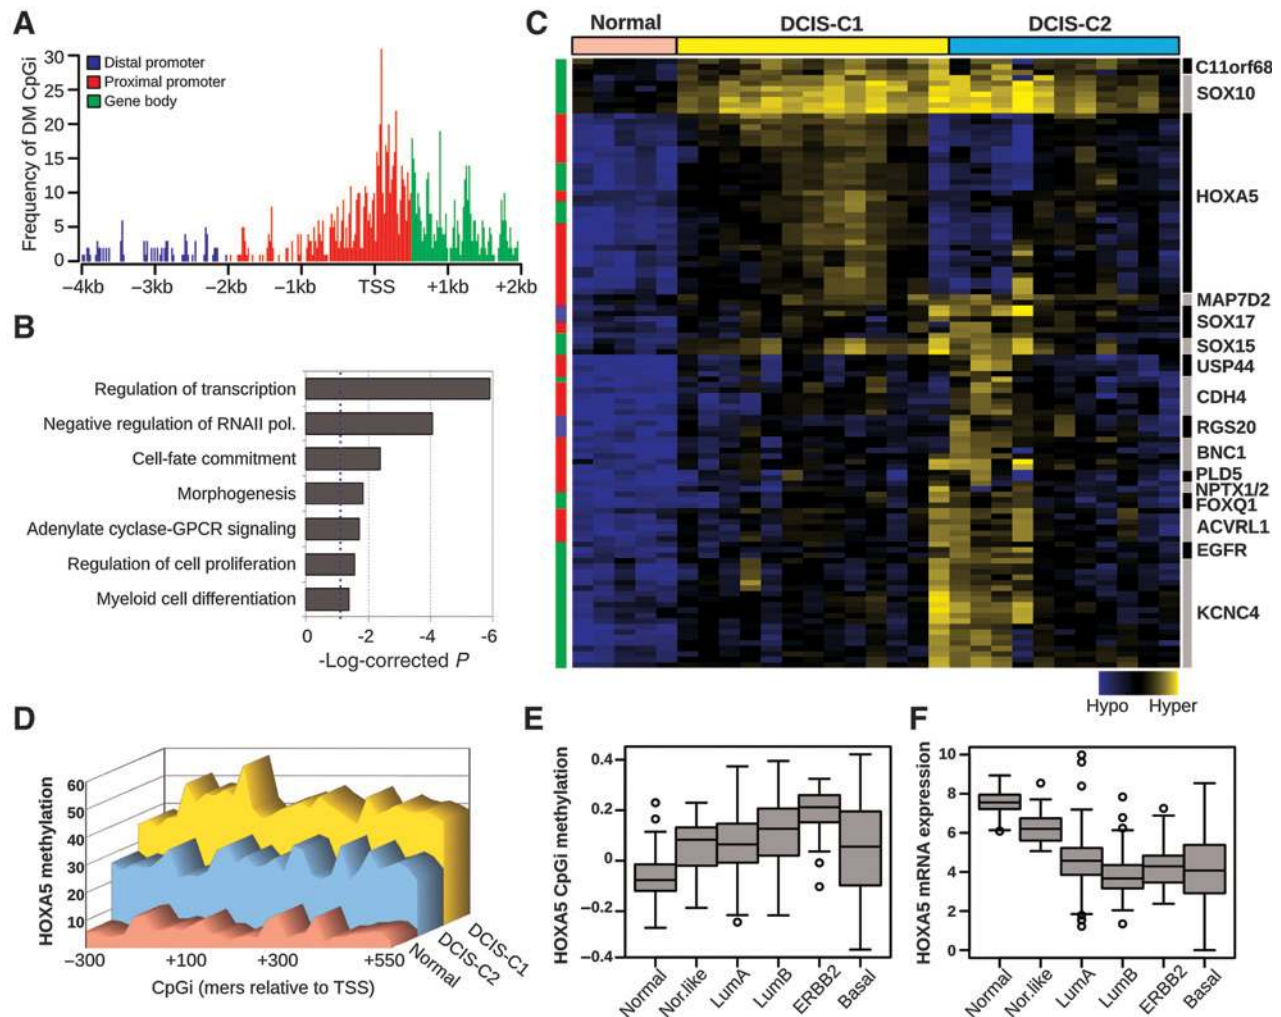 A
Frequency of DM CpGi
30
25
20
15
10
5
0
Distal promoter
Proximal promoter
Gene body
−4kb
−3kb
−2kb
−1kb
TSS
+1kb
+2kb
B
Regulation of transcription
Negative regulation of RNAII pol.
Cell-fate commitment
Morphogenesis
Adenylate cyclase-GPCR signaling
Regulation of cell proliferation
Myeloid cell differentiation
0
-2
-4
-6
-Log-corrected P
C
Normal
DCIS-C1
DCIS-C2
C11orf68
SOX10
HOXA5
MAP7D2
SOX17
SOX15
USP44
CDH4
RGS20
BNC1
PLD5
NPTX1/2
FOXQ1
ACVRL1
EGFR
KCNC4
Hypo
Hyper
D
HOXA5 methylation
60
50
40
30
20
10
−300
+100
+300
+550
CpGi (mers relative to TSS)
Normal
DCIS-C2
DCIS-C1
E
HOXA5 CpGi methylation
0.4
0.2
0
−0.2
−0.4
Normal
Nor.like
LumA
LumB
ERBB2
Basal
F
HOXA5 mRNA expression
10
8
6
4
2
0
Normal
Nor.like
LumA
LumB
ERBB2
Basal